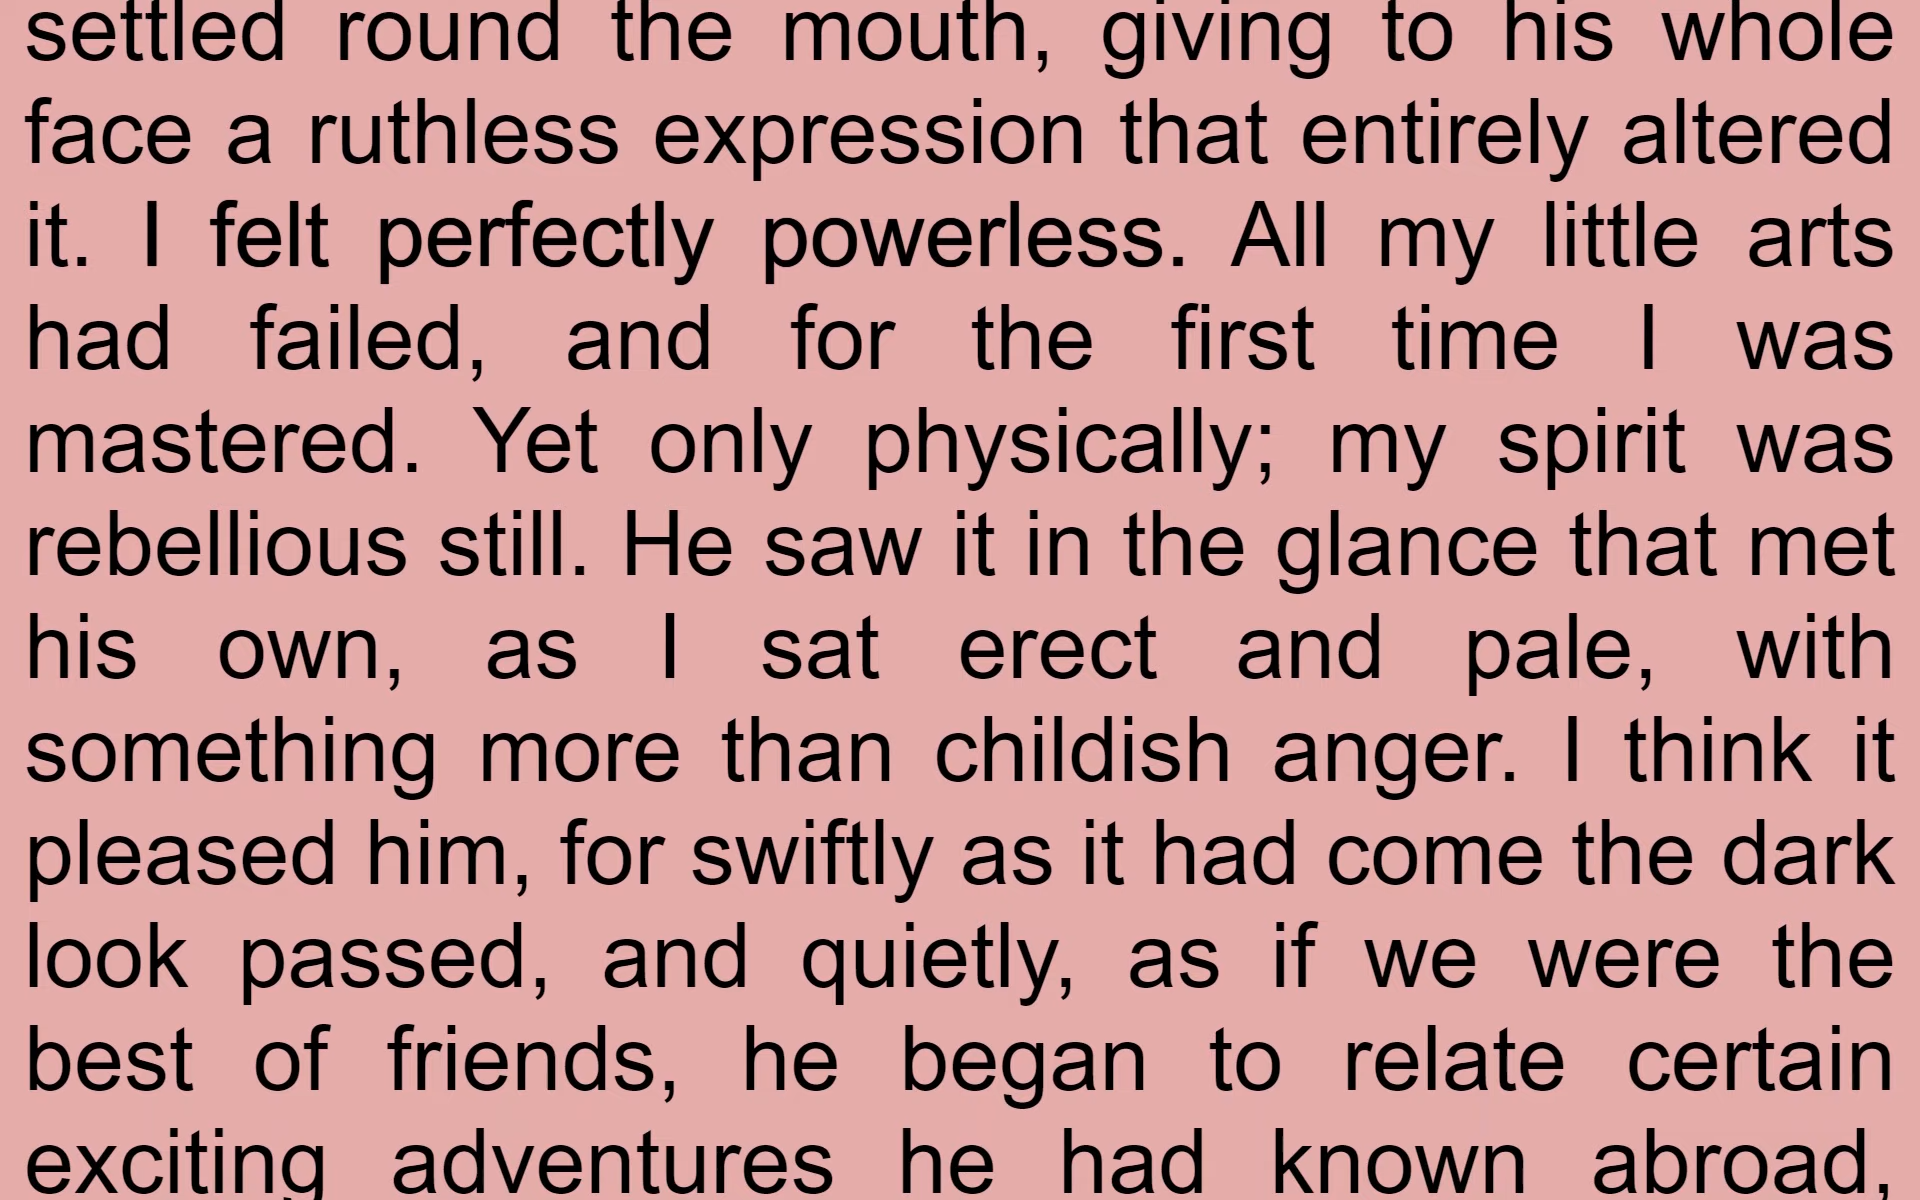 settled round the mouth, giving to his whole
face a ruthless expression that entirely altered
it. I felt perfectly powerless. All my little arts
had failed, and for the first time I was
mastered. Yet only physically; my spirit was
rebellious still. He saw it in the glance that met
his own, as I sat erect and pale, with
something more than childish anger. I think it
pleased him, for swiftly as it had come the dark
look passed, and quietly, as if we were the
best of friends, he began to relate certain
exciting adventures he had known abroad,